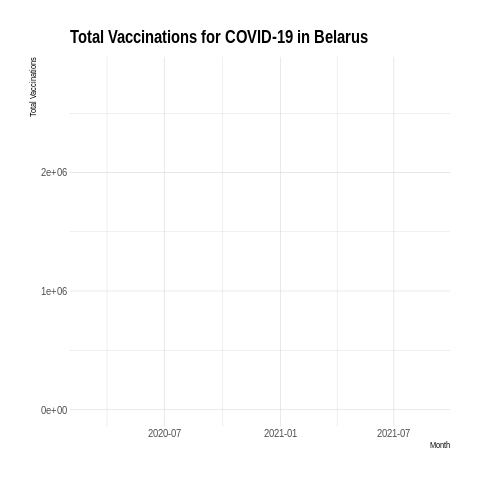 Total Vaccinations for COVID-19 in Belarus
Total Vaccinations
2e+06
1e+06
0e+00
2020-07
2021-01
2021-07
Month